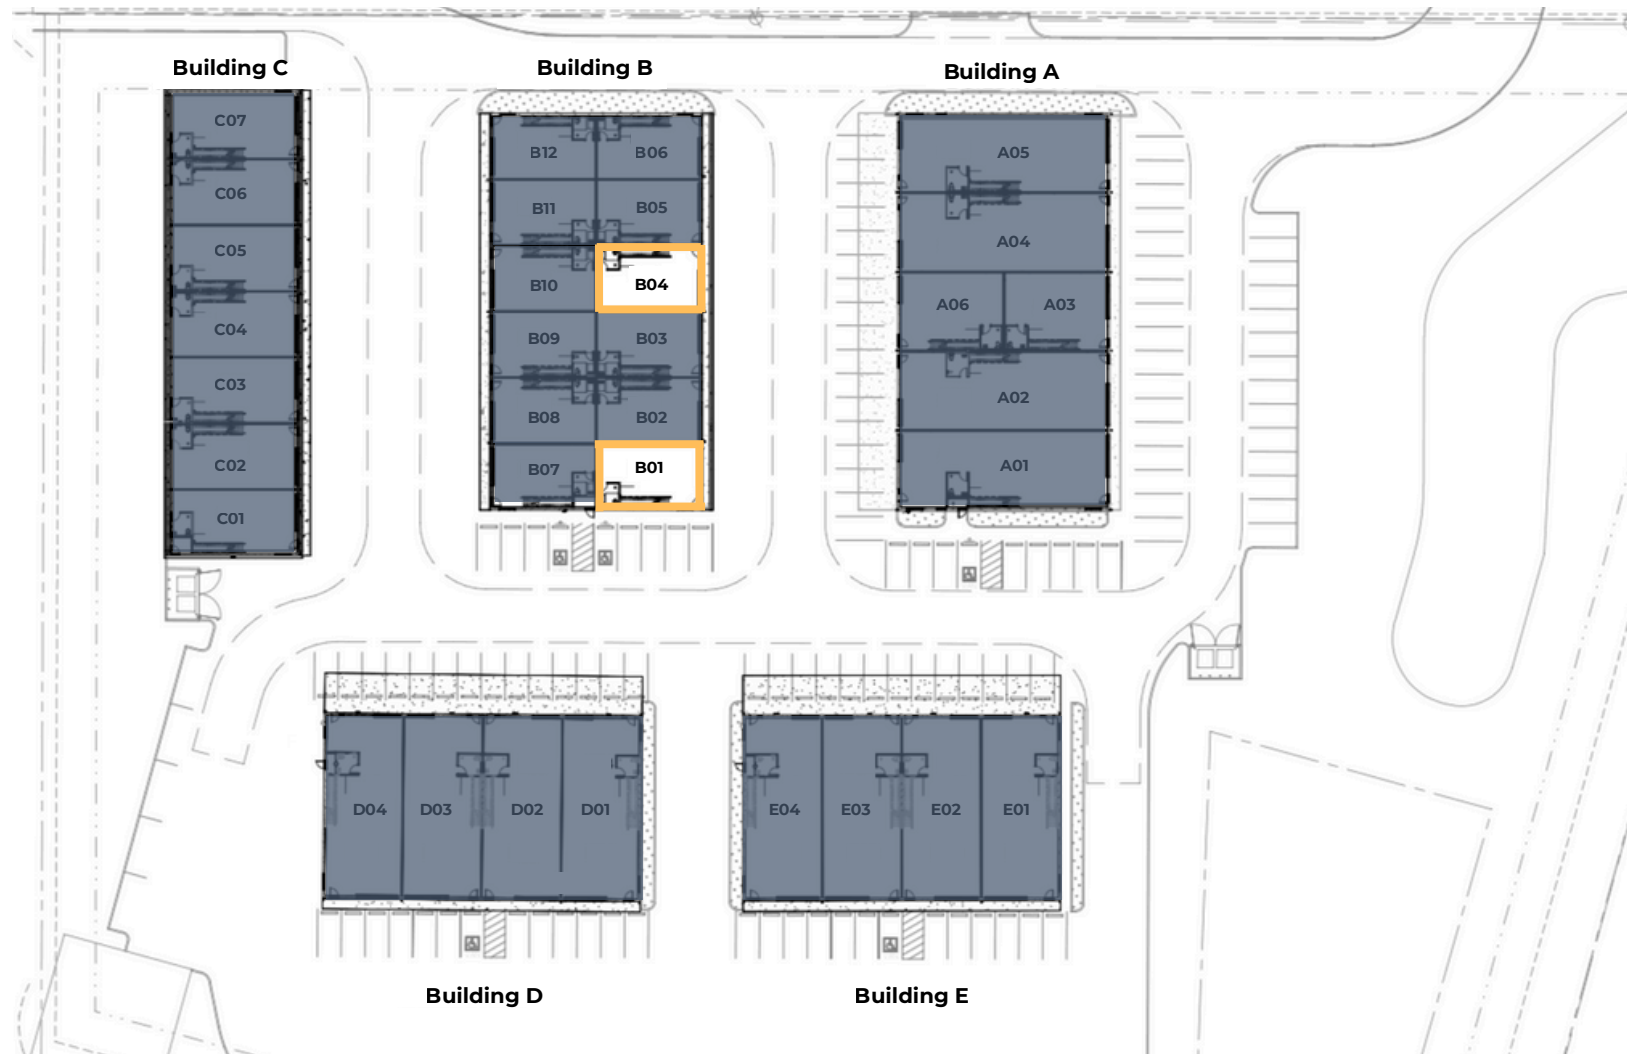 Building C
Building B
Building A
C07
C06
C05
C04
C03
C02
C01
B12
B06
B11
B05
B10
B04
B09
B03
B08
B02
B07
B01
A05
A04
A06
A03
A02
A01
D04
D03
D02
D01
E04
E03
E02
E01
Building D
Building E